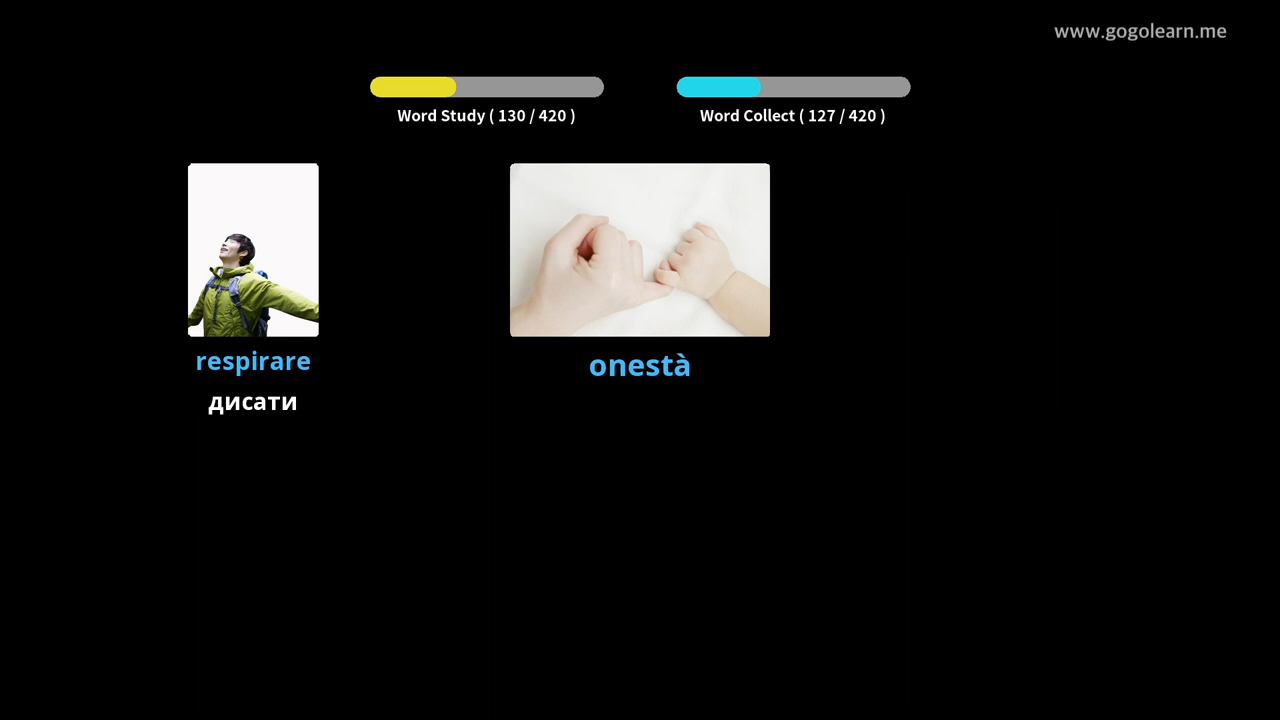 www.gogolearn.me
Word Study ( 130 / 420 )
Word Collect ( 127 / 420 )
respirare
дисати
onestà